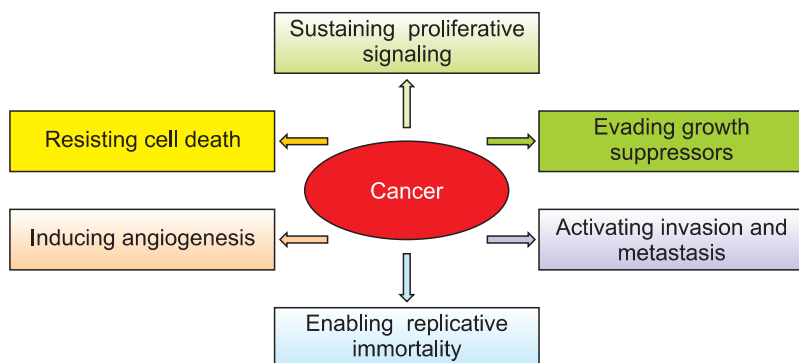 Sustaining proliferative
signaling
Resisting cell death
Evading growth
suppressors
Cancer
Inducing angiogenesis
Activating invasion and
metastasis
Enabling replicative
immortality